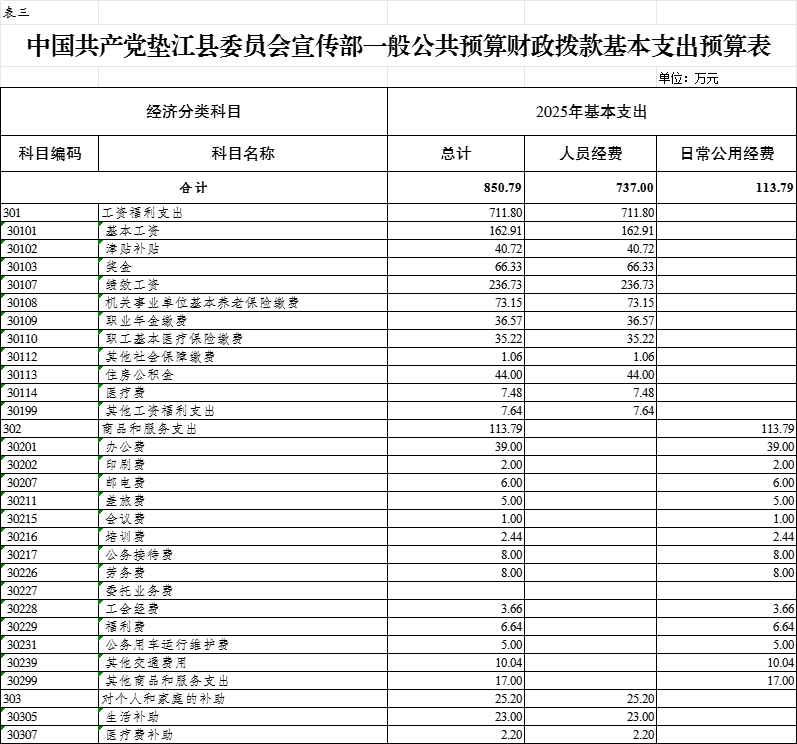 表三
中国共产党垫江县委员会宣传部一般公共预算财政拨款基本支出预算表
单位：万元
经济分类科目 2025年基本支出
科目编码 科目名称 总计 人员经费 日常公用经费
合计 850.79 737.00 113.79
301 工资福利支出 711.80 711.80
30101 基本工资 162.91 162.91
30102 津贴补贴 40.72 40.72
30103 奖金 66.33 66.33
30107 绩效工资 236.73 236.73
30108 机关事业单位基本养老保险缴费 73.15 73.15
30109 职业年金缴费 36.57 36.57
30110 职工基本医疗保险缴费 35.22 35.22
30112 其他社会保障缴费 1.06 1.06
30113 住房公积金 44.00 44.00
30114 医疗费 7.48 7.48
30199 其他工资福利支出 7.64 7.64
302 商品和服务支出 113.79 113.79
30201 办公费 39.00 39.00
30202 印刷费 2.00 2.00
30207 邮电费 6.00 6.00
30211 差旅费 5.00 5.00
30215 会议费 1.00 1.00
30216 培训费 2.44 2.44
30217 公务接待费 8.00 8.00
30226 劳务费 8.00 8.00
30227 委托业务费
30228 工会经费 3.66 3.66
30229 福利费 6.64 6.64
30231 公务用车运行维护费 5.00 5.00
30239 其他交通费用 10.04 10.04
30299 其他商品和服务支出 17.00 17.00
303 对个人和家庭的补助 25.20 25.20
30305 生活补助 23.00 23.00
30307 医疗费补助 2.20 2.20